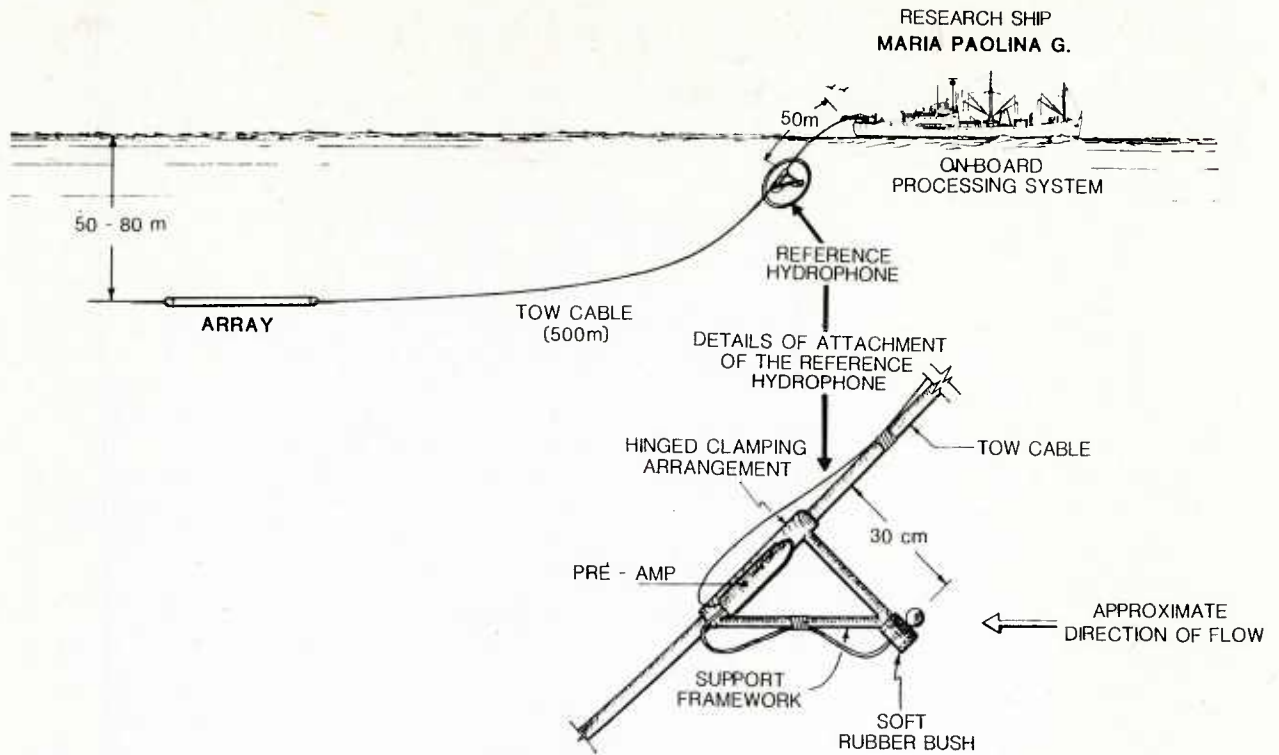 RESEARCH SHIP
MARIA PAOLINA G.
50m
ON-BOARD
PROCESSING SYSTEM
50 - 80 m
REFERENCE
HYDROPHONE
ARRAY
TOW CABLE
(500m)
DETAILS OF ATTACHMENT
OF THE REFERENCE
HYDROPHONE
HINGED CLAMPING
ARRANGEMENT
TOW CABLE
30 cm
PRE - AMP
APPROXIMATE
DIRECTION OF FLOW
SUPPORT
FRAMEWORK
SOFT
RUBBER BUSH